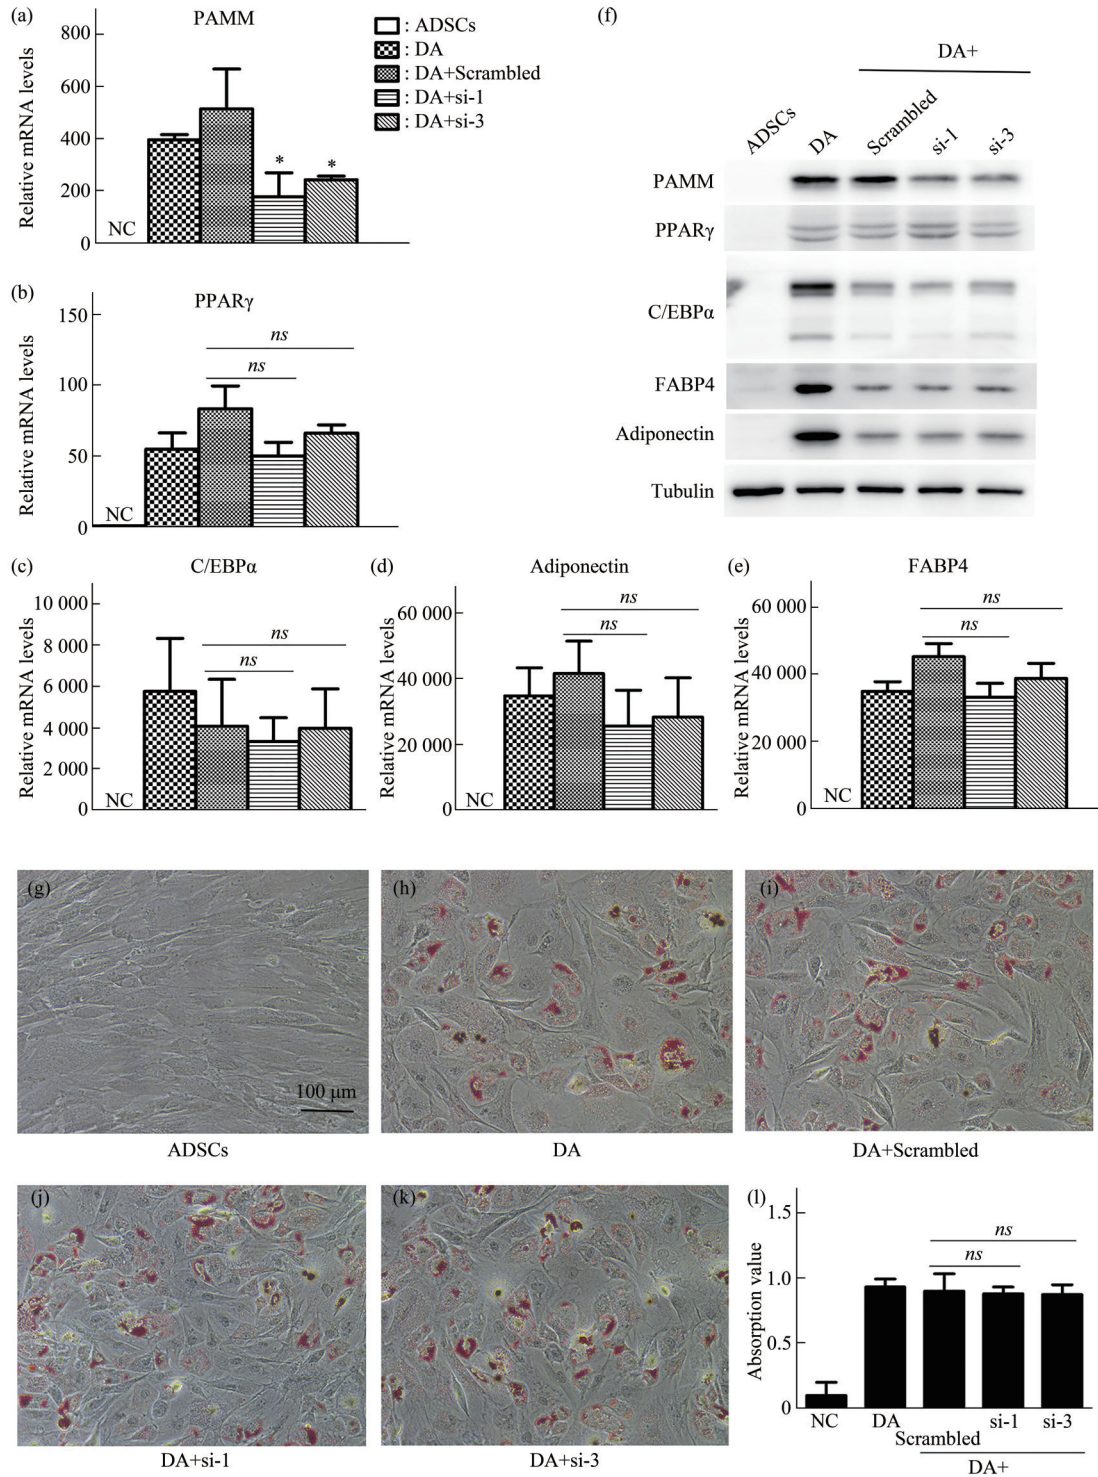 (a)
PAMM
Relative mRNA levels
800
600
400
200
0
NC
*
*
: ADSCs
: DA
: DA+Scrambled
: DA+si-1
: DA+si-3
(b)
PPARγ
Relative mRNA levels
150
100
50
0
NC
ns
ns
(f)
DA+
ADSCs
DA
Scrambled
si-1
si-3
PAMM
PPARγ
C/EBPα
FABP4
Adiponectin
Tubulin
(c)
C/EBPα
Relative mRNA levels
10 000
8 000
6 000
4 000
2 000
0
NC
ns
ns
(d)
Adiponectin
Relative mRNA levels
60 000
40 000
20 000
0
NC
ns
ns
(e)
FABP4
Relative mRNA levels
60 000
40 000
20 000
0
NC
ns
ns
(g)
100 μm
ADSCs
(h)
DA
(i)
DA+Scrambled
(j)
DA+si-1
(k)
DA+si-3
(l)
Absorption value
1.5
1.0
0.5
0
ns
ns
NC
DA
Scrambled
si-1
si-3
DA+